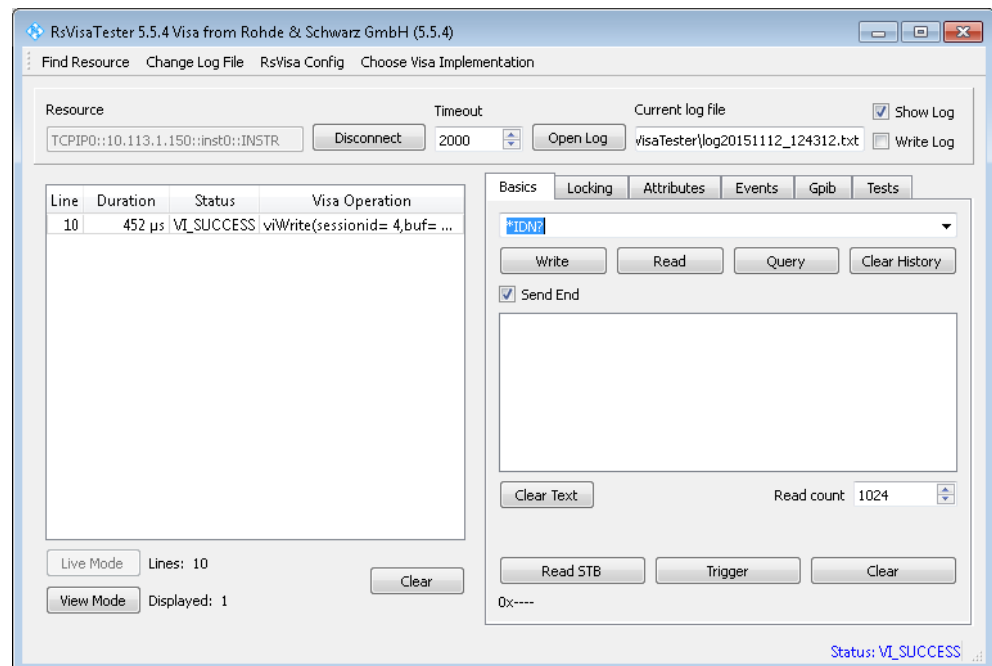 RsVisaTester 5.5.4 Visa from Rohde & Schwarz GmbH (5.5.4)
Find Resource Change Log File RsVisa Config Choose Visa Implementation
Resource Timeout Current log file Show Log
TCPIP0::10.113.1.150::inst0::INSTR Disconnect 2000 Open Log visaTester\log20151112_124312.txt Write Log
Basics Locking Attributes Events Gpib Tests
Line Duration Status Visa Operation
10 452 µs VI_SUCCESS viWrite(sessionid= 4,buf= ...
*IDN?
Write Read Query Clear History
Send End
Clear Text Read count 1024
Live Mode Lines: 10
Clear
View Mode Displayed: 1
Read STB Trigger Clear
0x----
Status: VI_SUCCESS